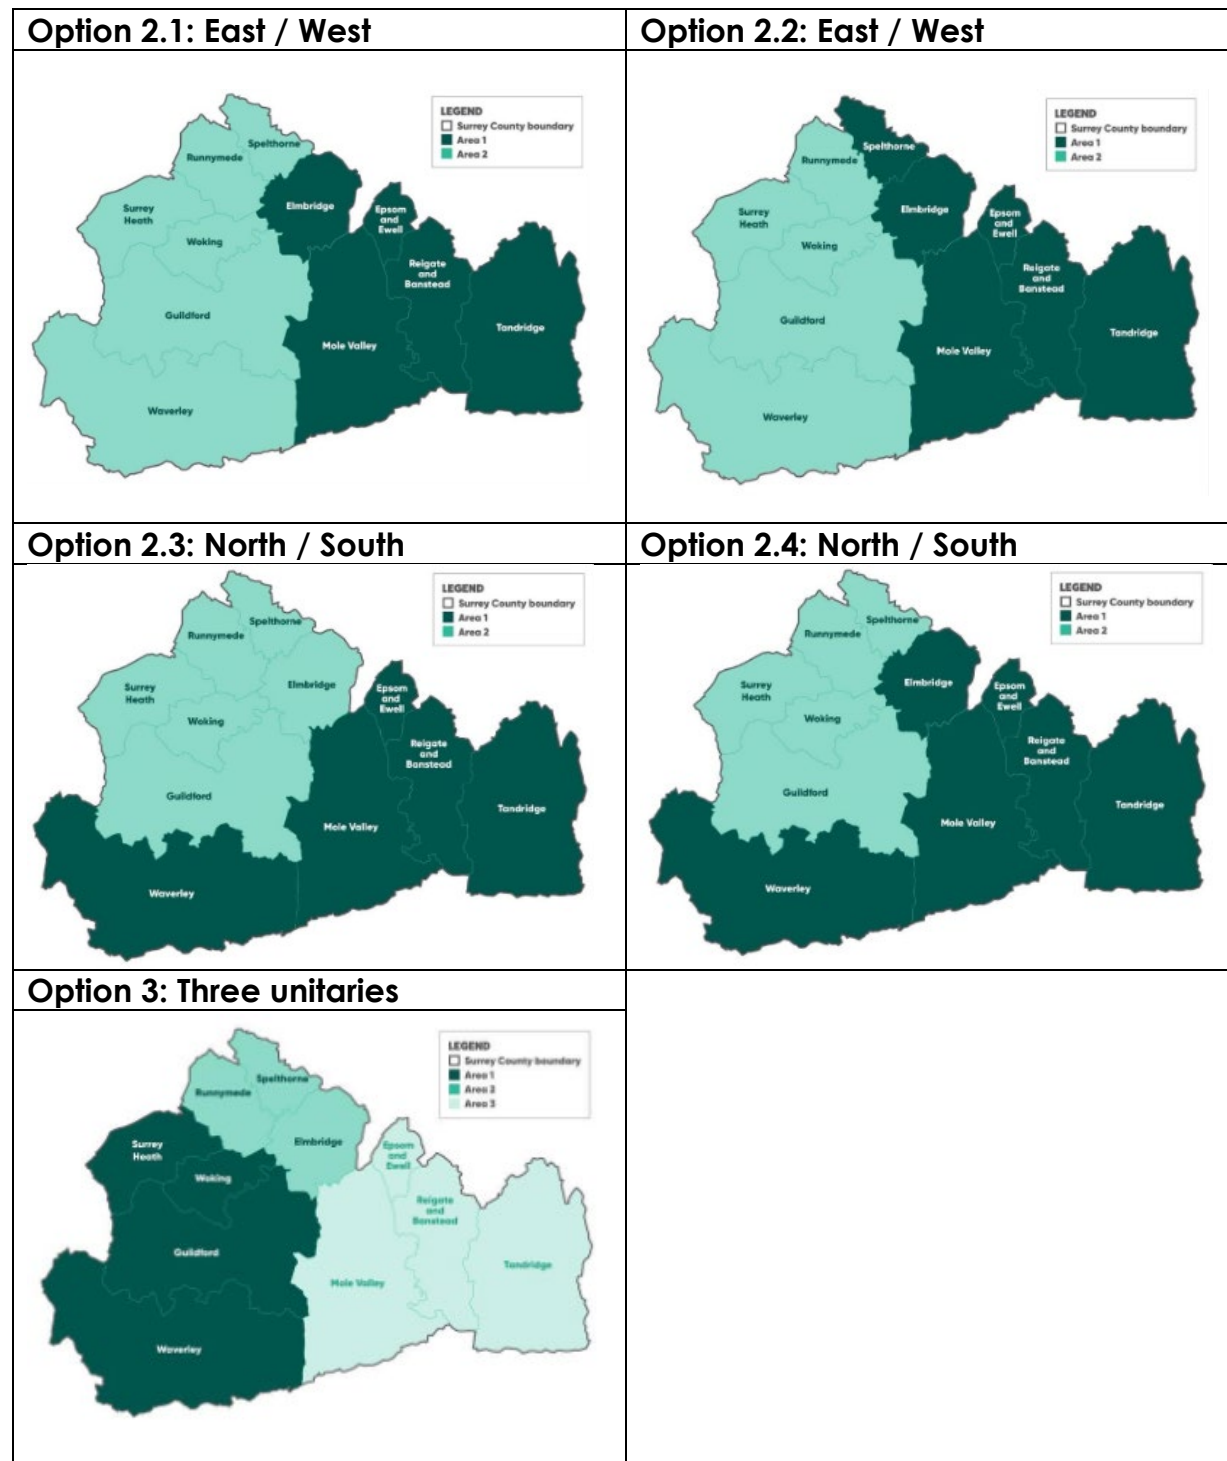 Option 2.1: East / West
LEGEND
Surrey County boundary
Area 1
Area 2
Spelthorne
Runnymede
Elmbridge
Surrey
Heath
Epsom
and
Ewell
Woking
Reigate
and
Banstead
Guildford
Tandridge
Mole Valley
Waverley
Option 2.2: East / West
LEGEND
Surrey County boundary
Area 1
Area 2
Spelthorne
Runnymede
Elmbridge
Surrey
Heath
Epsom
and
Ewell
Woking
Reigate
and
Banstead
Guildford
Tandridge
Mole Valley
Waverley
Option 2.3: North / South
LEGEND
Surrey County boundary
Area 1
Area 2
Spelthorne
Runnymede
Elmbridge
Surrey
Heath
Epsom
and
Ewell
Woking
Reigate
and
Banstead
Guildford
Tandridge
Mole Valley
Waverley
Option 2.4: North / South
LEGEND
Surrey County boundary
Area 1
Area 2
Spelthorne
Runnymede
Elmbridge
Surrey
Heath
Epsom
and
Ewell
Woking
Reigate
and
Banstead
Guildford
Tandridge
Mole Valley
Waverley
Option 3: Three unitaries
LEGEND
Surrey County boundary
Area 1
Area 2
Area 3
Spelthorne
Runnymede
Elmbridge
Surrey
Heath
Epsom
and
Ewell
Woking
Reigate
and
Banstead
Guildford
Tandridge
Mole Valley
Waverley